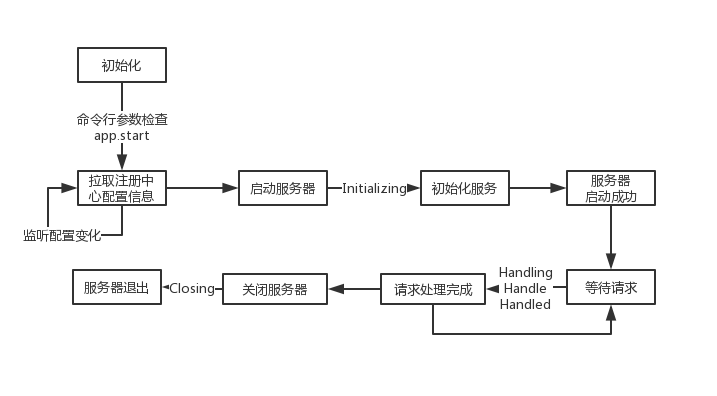 初始化
命令行参数检查
app.start
拉取注册中
心配置信息
监听配置变化
启动服务器
Initializing
初始化服务
服务器
启动成功
等待请求
Handling
Handle
Handled
请求处理完成
关闭服务器
Closing
服务器退出